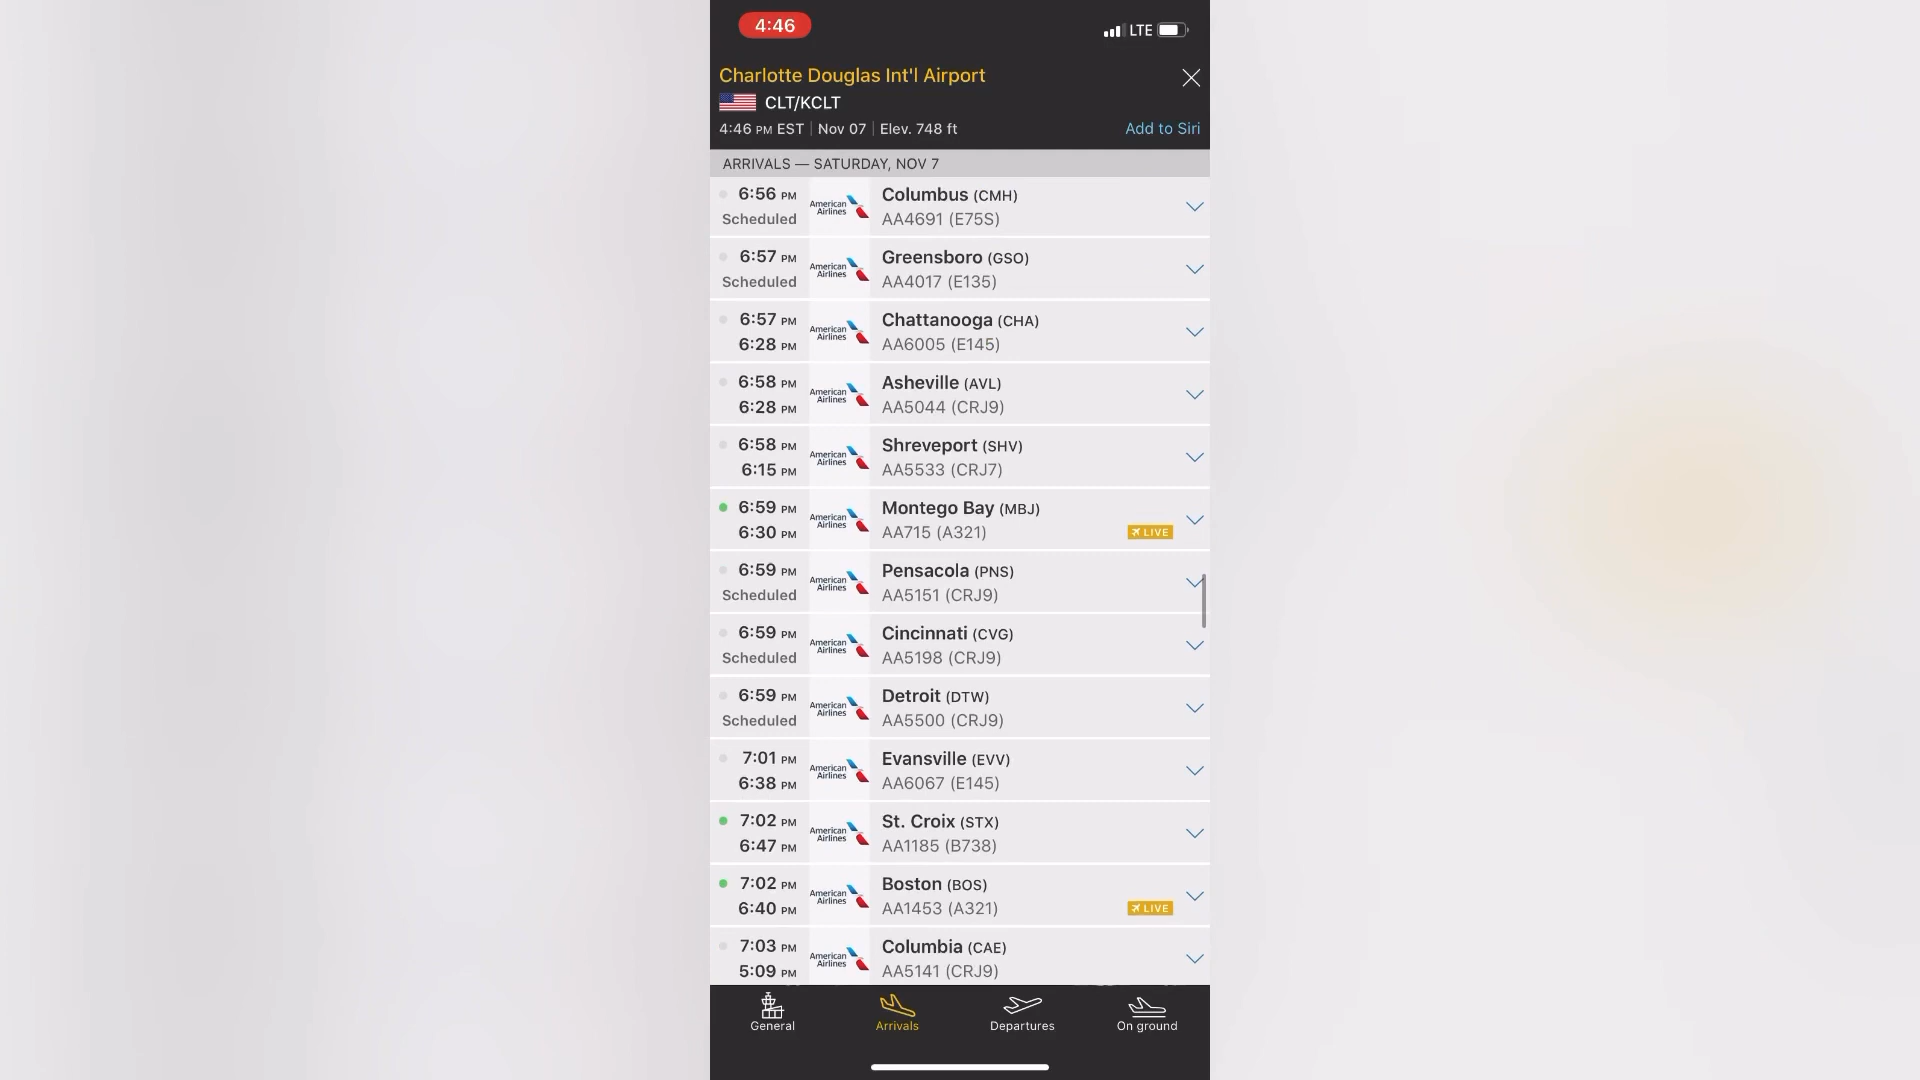 4:46
LTE
Charlotte Douglas Int'l Airport
CLT/KCLT
4:46 PM EST | Nov 07 | Elev. 748 ft
Add to Siri
ARRIVALS — SATURDAY, NOV 7
6:56 PM American Airlines Columbus (CMH)
Scheduled AA4691 (E75S)
6:57 PM American Airlines Greensboro (GSO)
Scheduled AA4017 (E135)
6:57 PM American Airlines Chattanooga (CHA)
6:28 PM AA6005 (E145)
6:58 PM American Airlines Asheville (AVL)
6:28 PM AA5044 (CRJ9)
6:58 PM American Airlines Shreveport (SHV)
6:15 PM AA5533 (CRJ7)
6:59 PM American Airlines Montego Bay (MBJ)
6:30 PM AA715 (A321) LIVE
6:59 PM American Airlines Pensacola (PNS)
Scheduled AA5151 (CRJ9)
6:59 PM American Airlines Cincinnati (CVG)
Scheduled AA5198 (CRJ9)
6:59 PM American Airlines Detroit (DTW)
Scheduled AA5500 (CRJ9)
7:01 PM American Airlines Evansville (EVV)
6:38 PM AA6067 (E145)
7:02 PM American Airlines St. Croix (STX)
6:47 PM AA1185 (B738)
7:02 PM American Airlines Boston (BOS)
6:40 PM AA1453 (A321) LIVE
7:03 PM American Airlines Columbia (CAE)
5:09 PM AA5141 (CRJ9)
General Arrivals Departures On ground